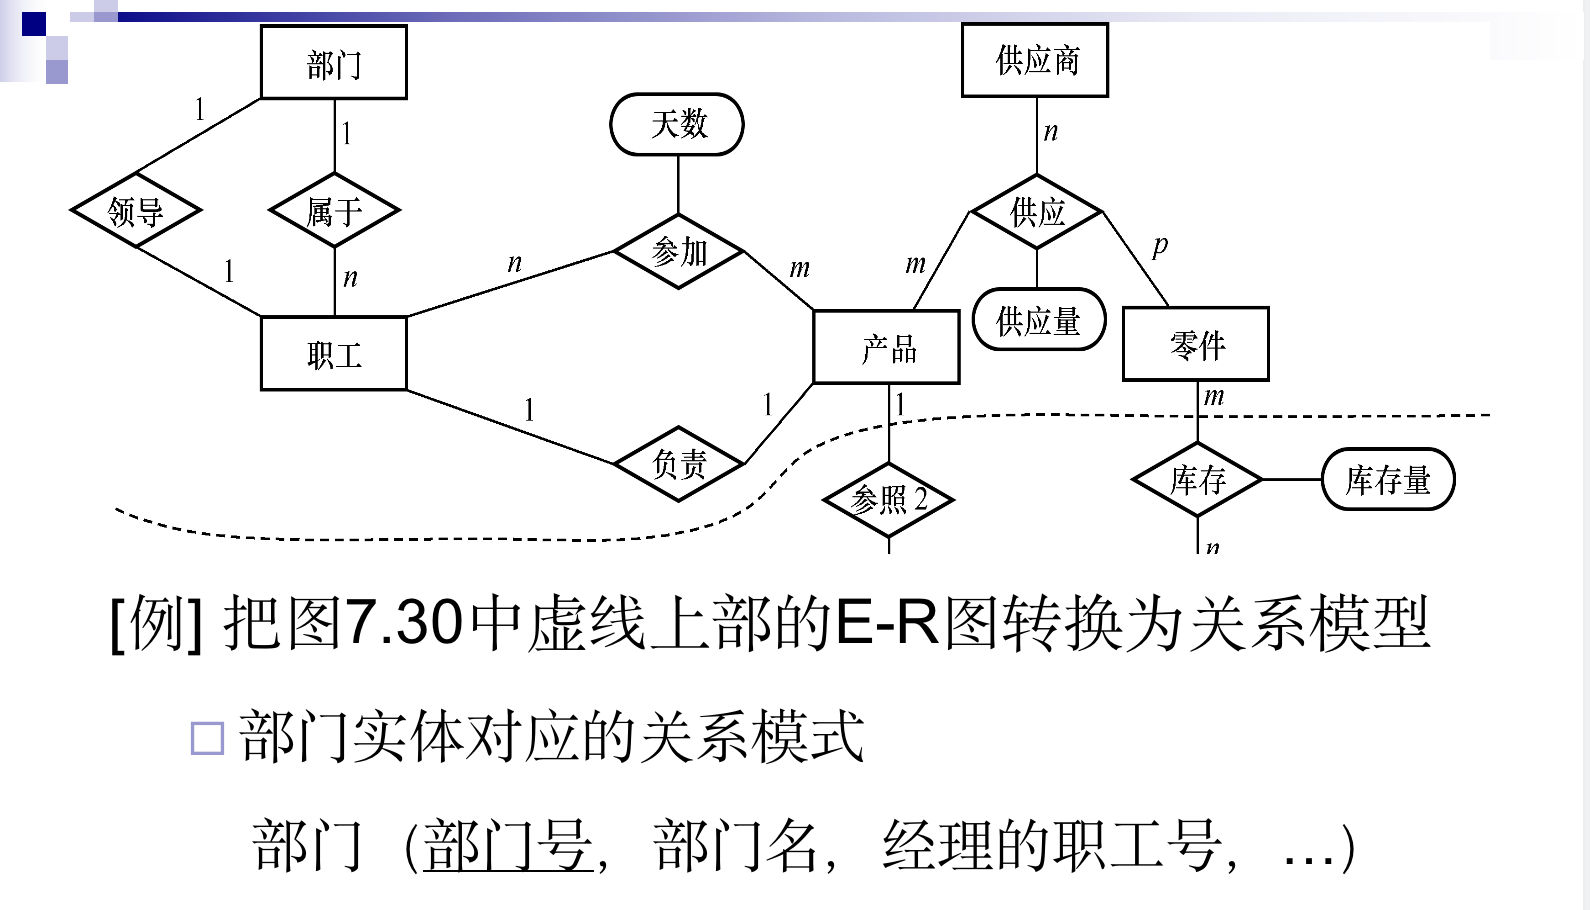 部门
供应商
1
天数
1
n
领导
属于
供应
参加
1
n
n
m
m
p
供应量
职工
产品
零件
1
1
1
m
负责
参照2
库存
库存量
n
[例] 把图7.30中虚线上部的E-R图转换为关系模型
部门实体对应的关系模式
部门（部门号，部门名，经理的职工号，…）